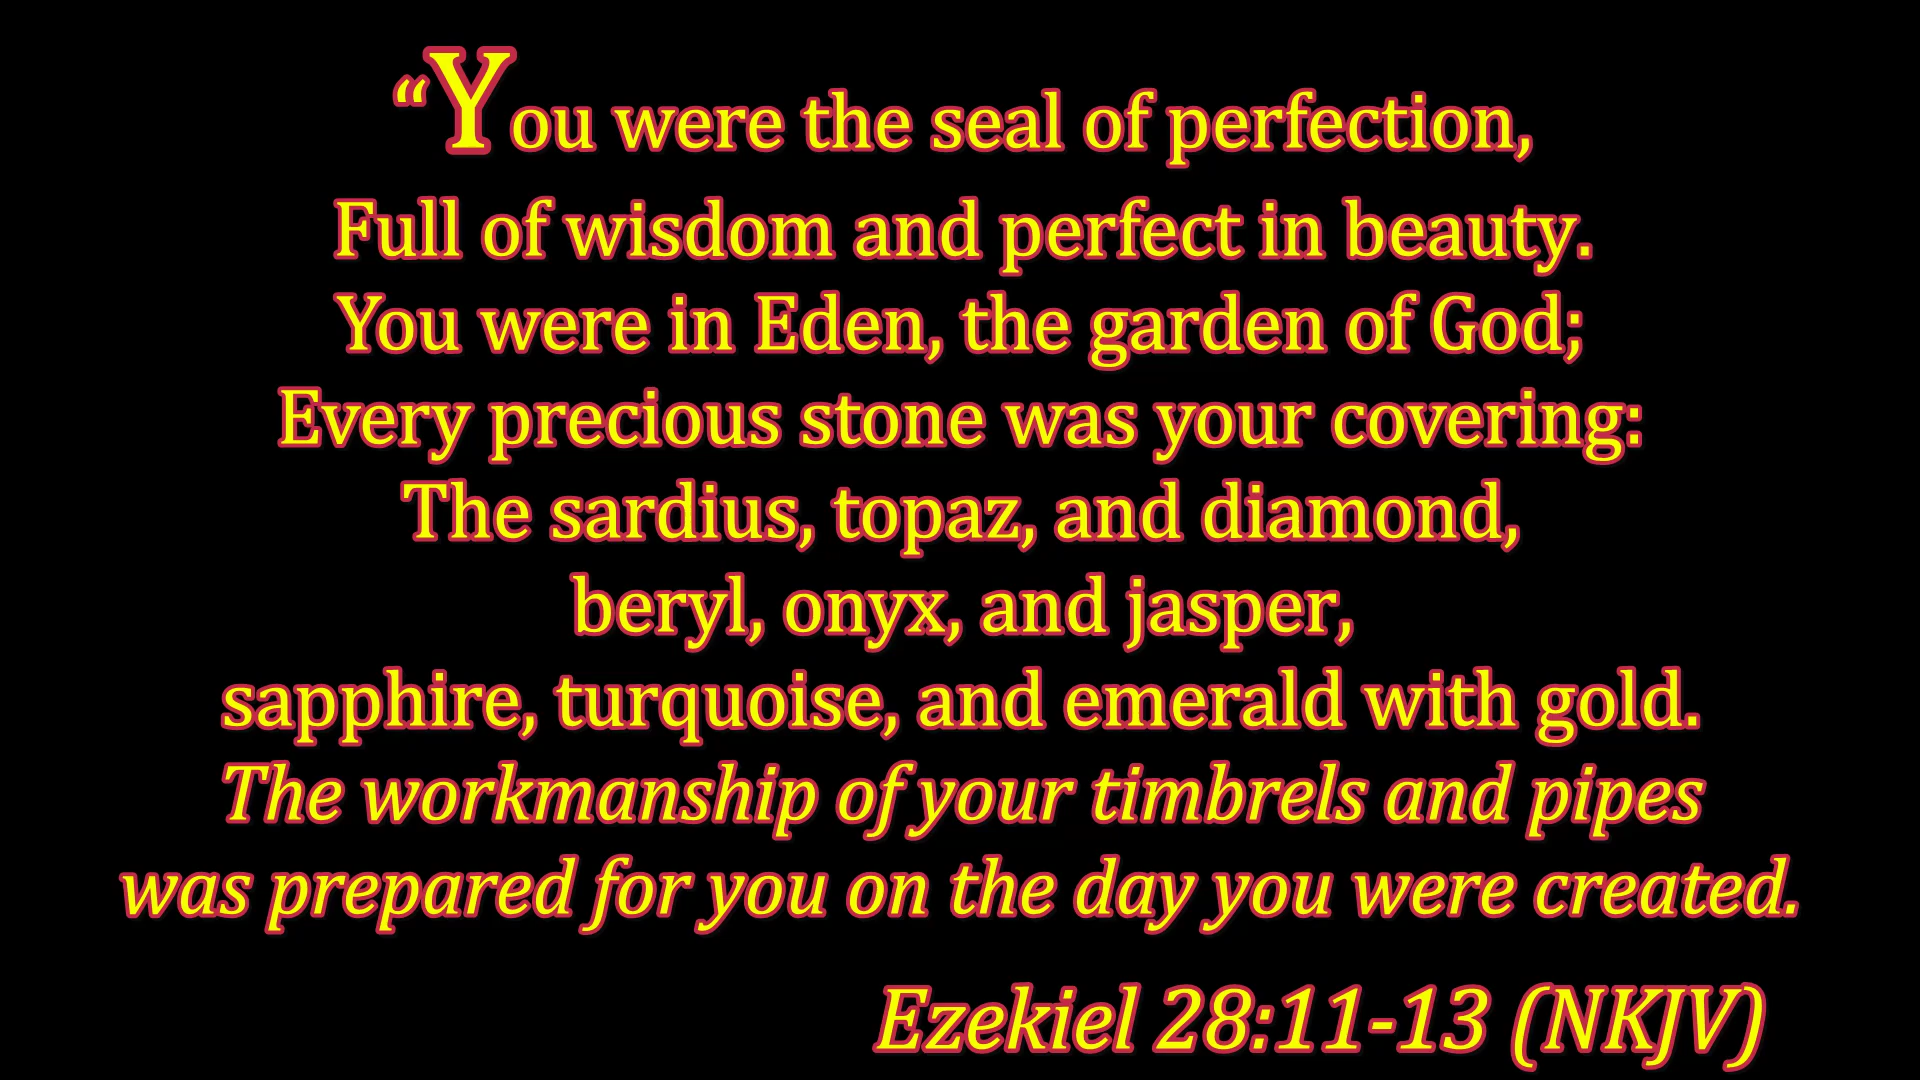 “You were the seal of perfection,
Full of wisdom and perfect in beauty.
You were in Eden, the garden of God;
Every precious stone was your covering:
The sardius, topaz, and diamond,
beryl, onyx, and jasper,
sapphire, turquoise, and emerald with gold.
The workmanship of your timbrels and pipes
was prepared for you on the day you were created.
Ezekiel 28:11-13 (NKJV)